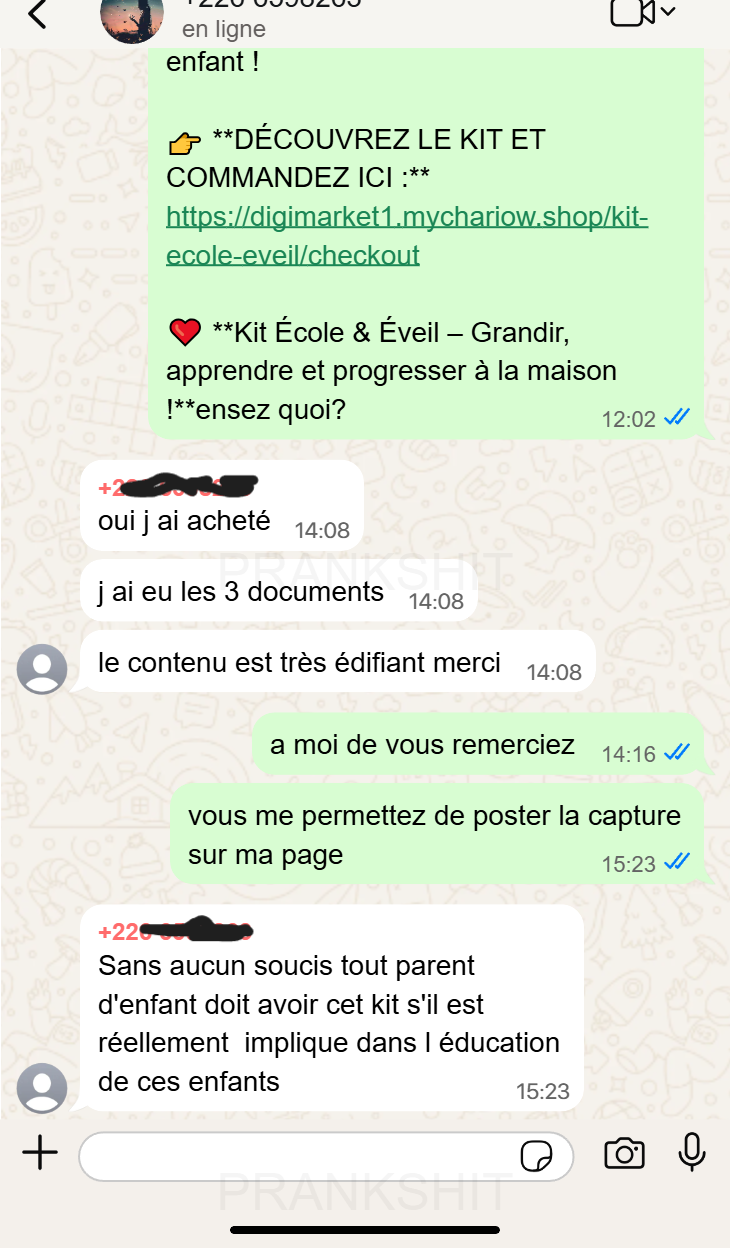 en ligne
enfant !
👉 **DÉCOUVREZ LE KIT ET
COMMANDEZ ICI :**
https://digimarket1.mychariow.shop/kit-
ecole-eveil/checkout
❤️ **Kit École & Éveil – Grandir,
apprendre et progresser à la maison
!**ensez quoi?
12:02
oui j ai acheté
14:08
PRANKSHIT
j ai eu les 3 documents
14:08
le contenu est très édifiant merci
14:08
a moi de vous remerciez
14:16
vous me permettez de poster la capture
sur ma page
15:23
Sans aucun soucis tout parent
d'enfant doit avoir cet kit s'il est
réellement  implique dans l éducation
de ces enfants
15:23
PRANKSHIT